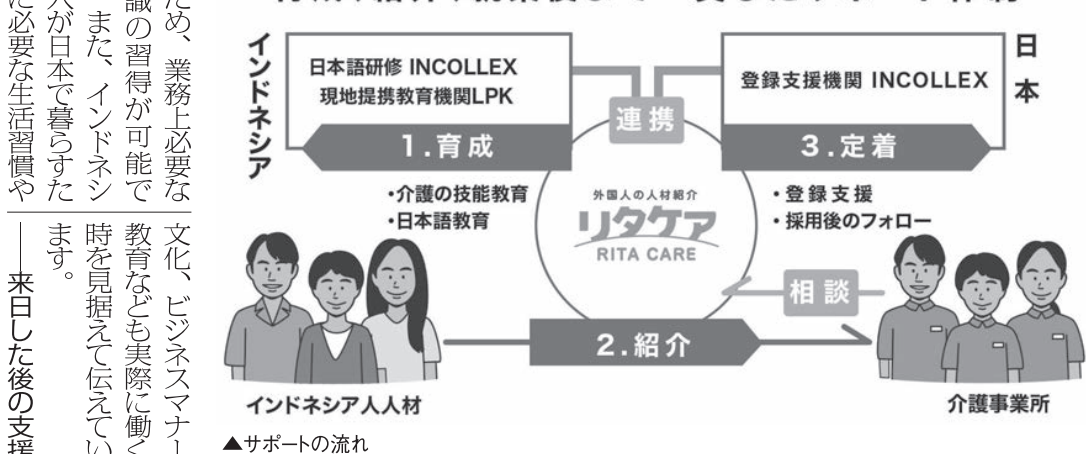 インドネシア
日本語研修 INCOLLEX
現地提携教育機関LPK
1.育成
・介護の技能教育
・日本語教育
連携
外国人の人材紹介
リタケア
RITA CARE
日本
登録支援機関 INCOLLEX
3.定着
・登録支援
・採用後のフォロー
相談
2.紹介
インドネシア人人材
介護事業所
▲サポートの流れ
ため、業務上必要な
識の習得が可能で
また、インドネシ
人が日本で暮らすた
に必要な生活習慣や
文化、ビジネスマナー
教育なども実際に働く
時を見据えて伝えてい
ます。
――来日した後の支援